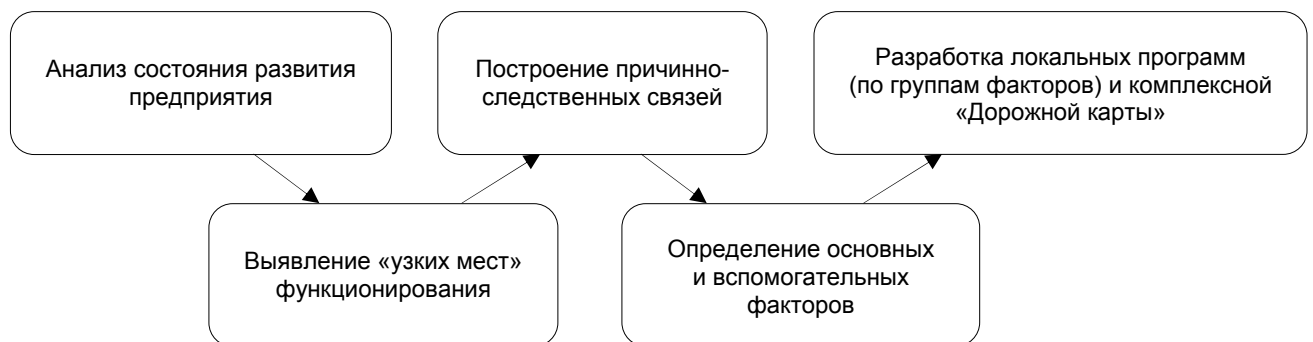 Анализ состояния развития
предприятия
Выявление «узких мест»
функционирования
Построение причинно-
следственных связей
Определение основных
и вспомогательных
факторов
Разработка локальных программ
(по группам факторов) и комплексной
«Дорожной карты»